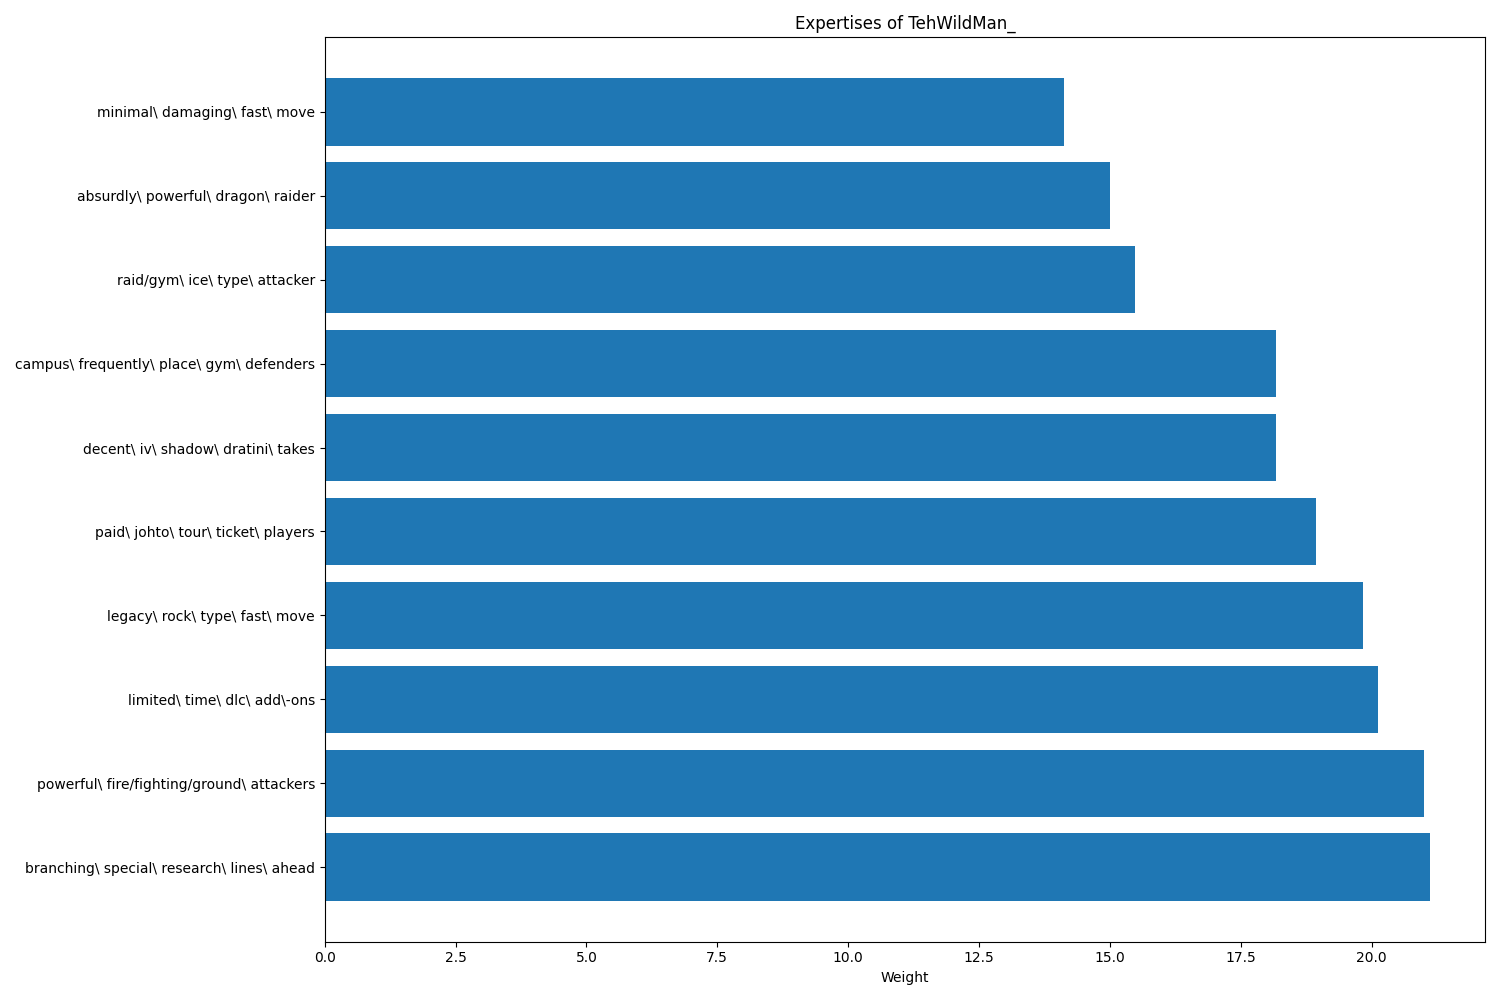 Expertises of TehWildMan_
minimal\ damaging\ fast\ move
absurdly\ powerful\ dragon\ raider
raid/gym\ ice\ type\ attacker
campus\ frequently\ place\ gym\ defenders
decent\ iv\ shadow\ dratini\ takes
paid\ johto\ tour\ ticket\ players
legacy\ rock\ type\ fast\ move
limited\ time\ dlc\ add\-ons
powerful\ fire/fighting/ground\ attackers
branching\ special\ research\ lines\ ahead
0.0 2.5 5.0 7.5 10.0 12.5 15.0 17.5 20.0
Weight